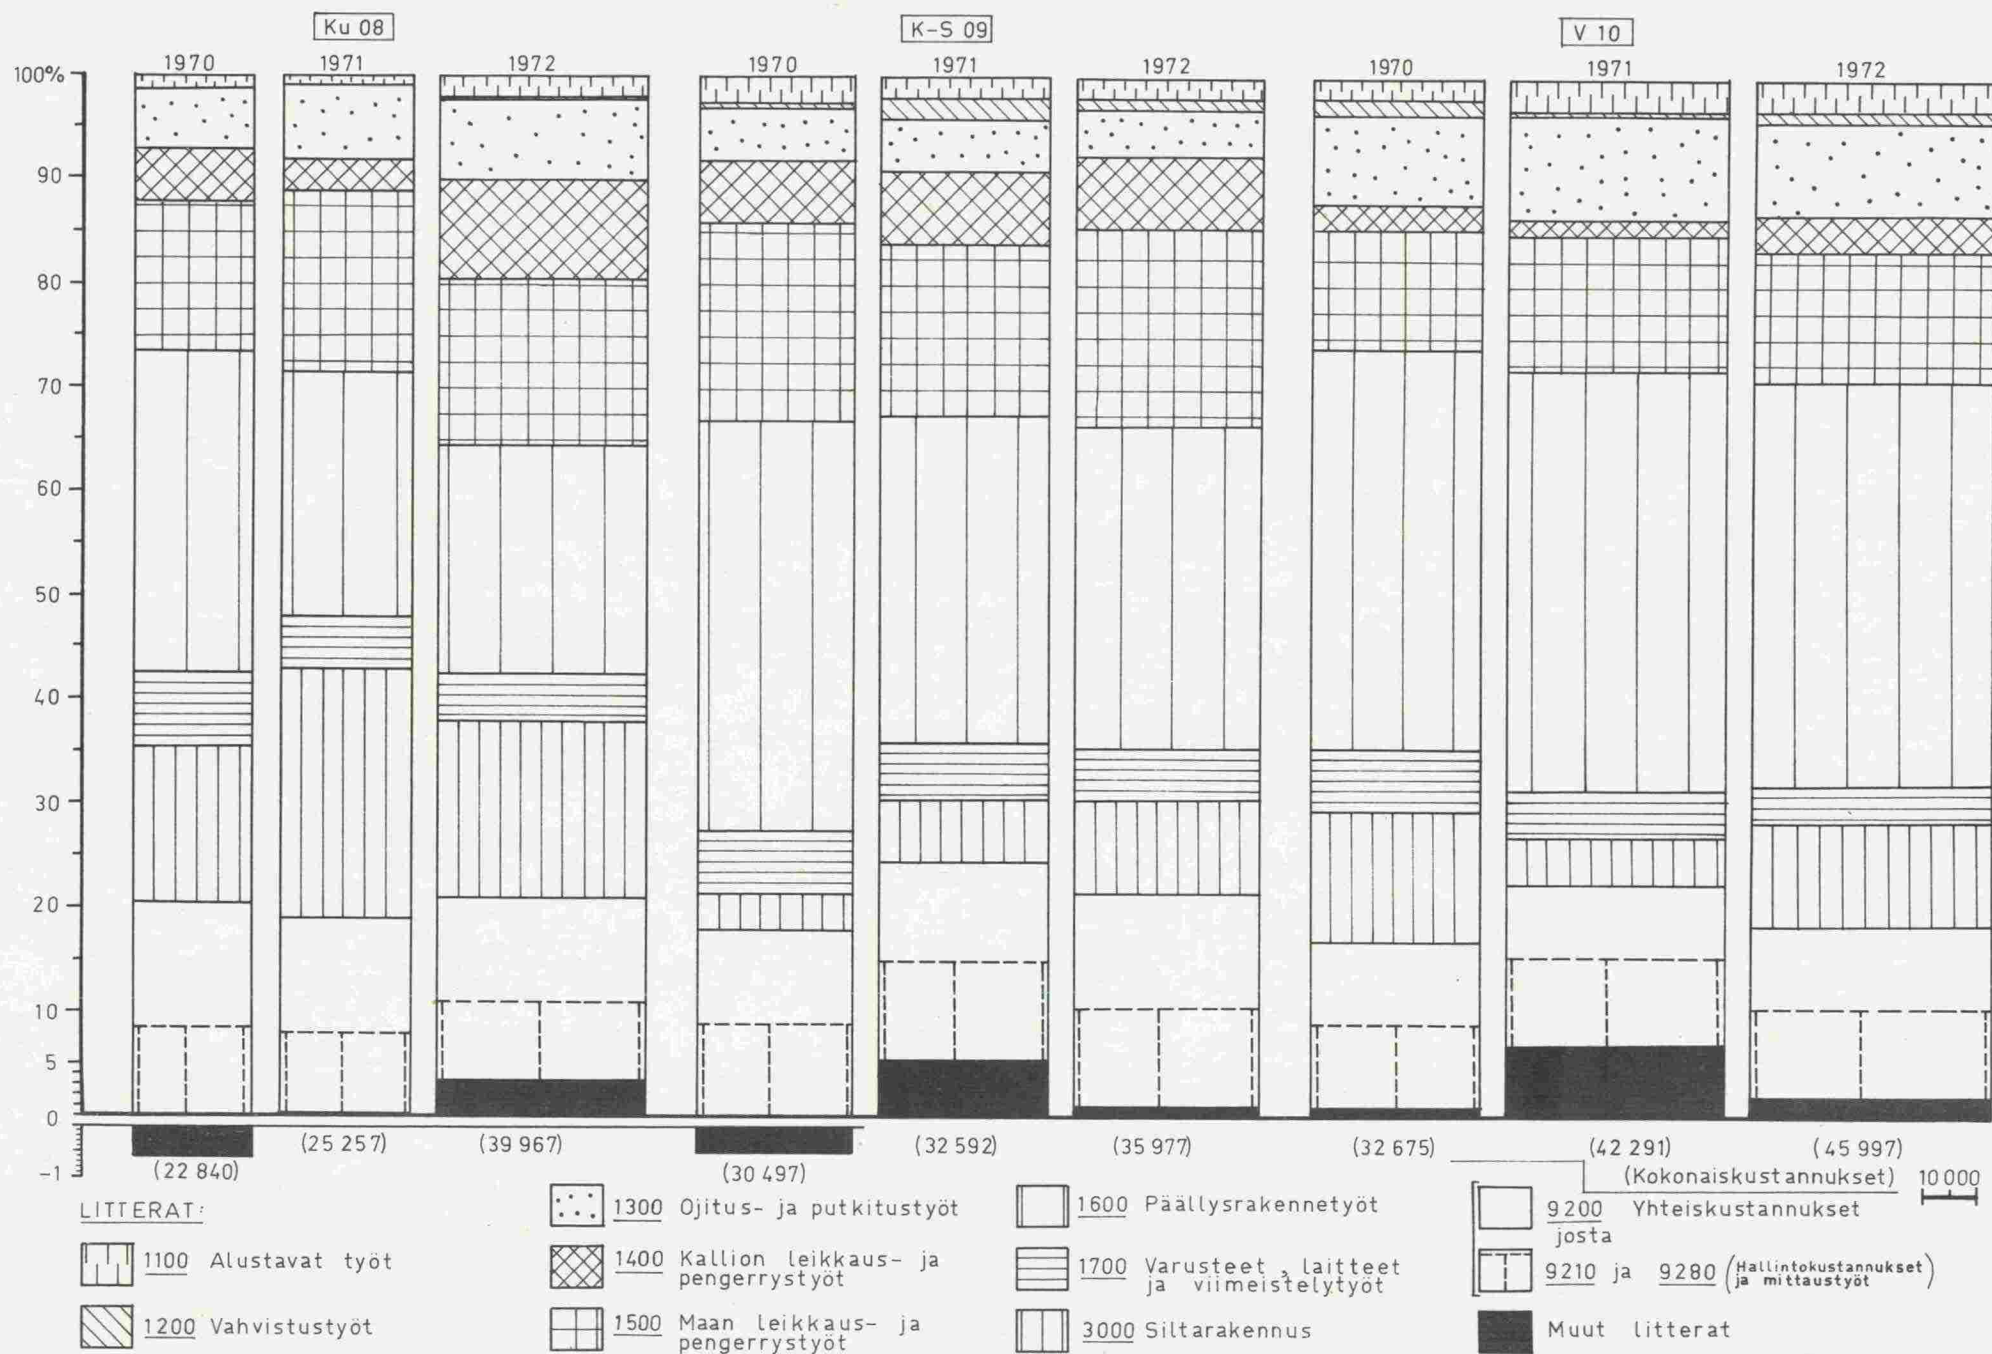 Ku 08
K-S 09
V 10
1970
1971
1972
1970
1971
1972
1970
1971
1972
100%
90
80
70
60
50
40
30
20
10
5
0
-1
(22 840)
(25 257)
(39 967)
(30 497)
(32 592)
(35 977)
(32 675)
(42 291)
(45 997)
(Kokonaiskustannukset)
10 000
LITTERAT:
1100 Alustavat työt
1200 Vahvistustyöt
1300 Ojitus- ja putkitustyöt
1400 Kallion leikkaus- ja
pengerrystyöt
1500 Maan leikkaus- ja
pengerrystyöt
1600 Päällysrakennetyöt
1700 Varusteet, laitteet
ja viimeistelytyöt
3000 Siltarakennus
9200 Yhteiskustannukset
josta
9210 ja 9280 (Hallintokustannukset
ja mittaustyöt)
Muut litterat